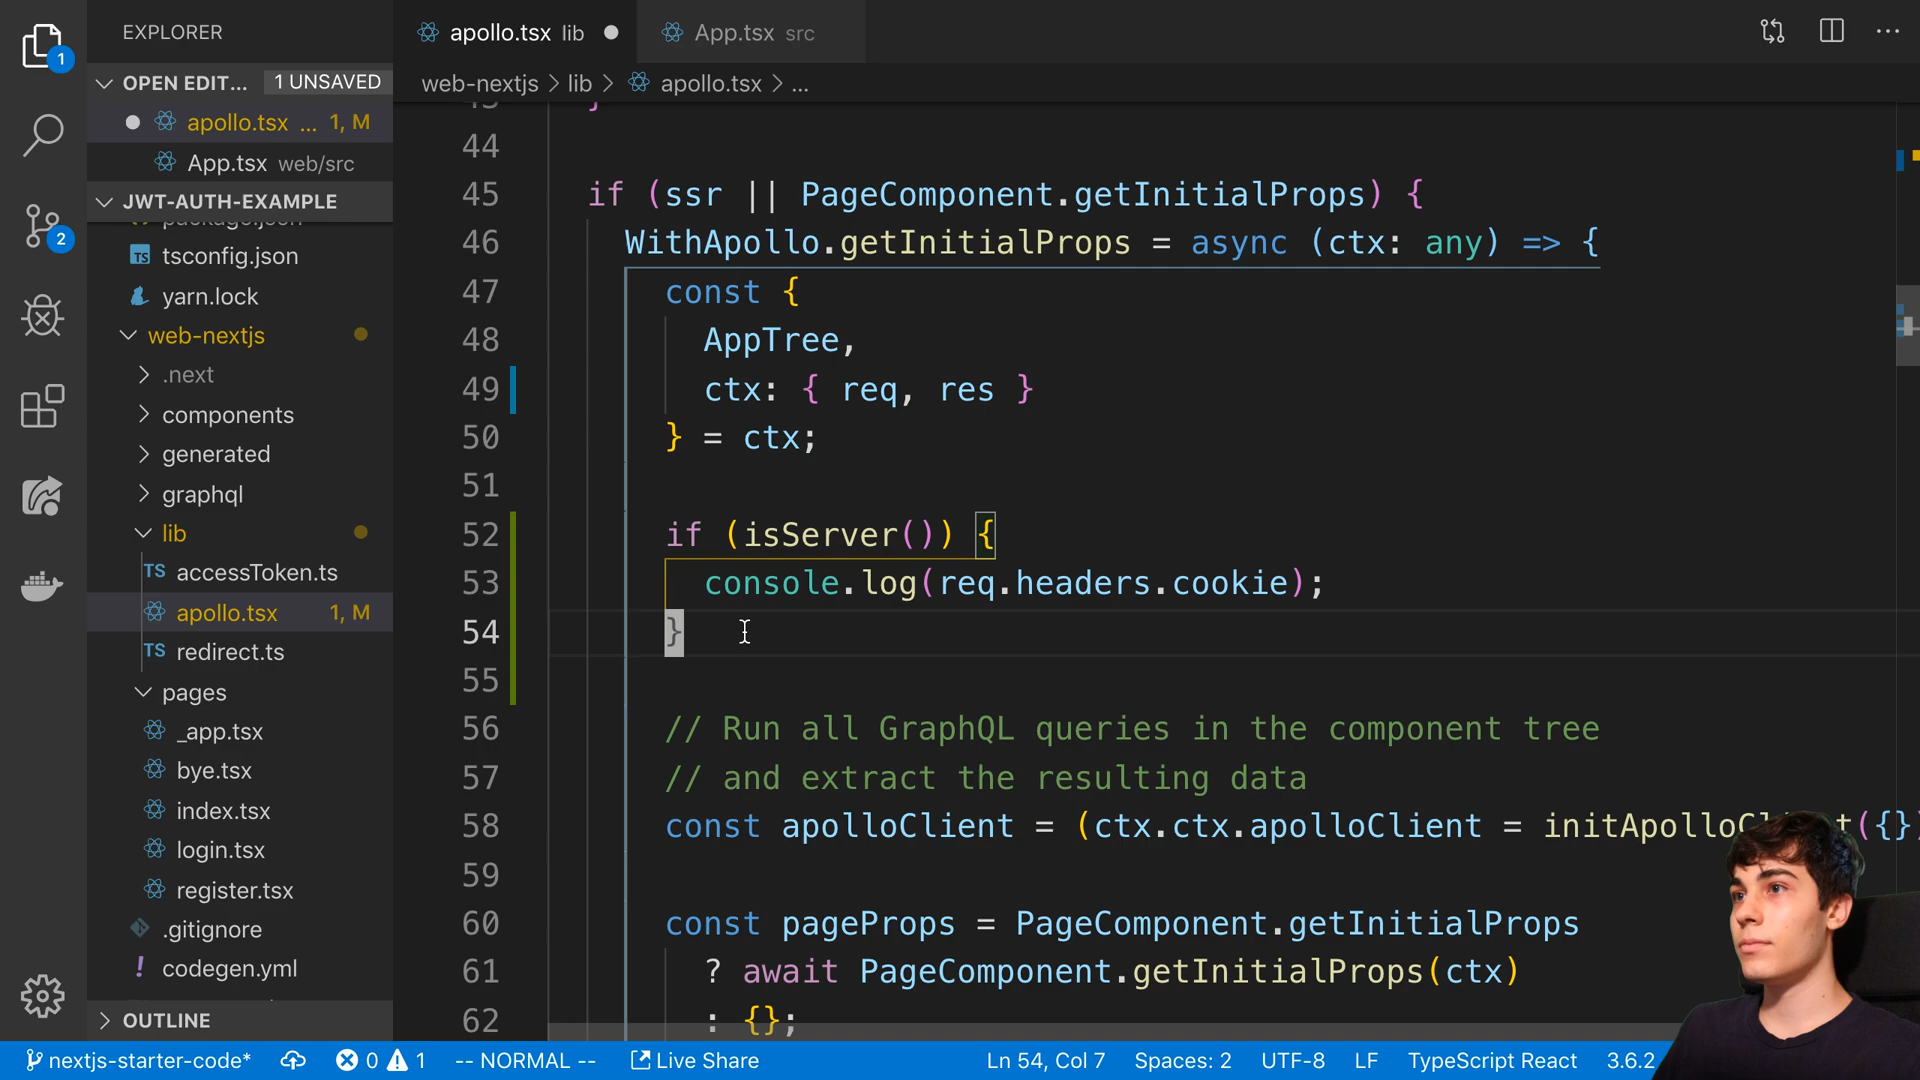 EXPLORER
apollo.tsx lib
App.tsx src
OPEN EDIT... 1 UNSAVED
apollo.tsx ... 1, M
App.tsx web/src
JWT-AUTH-EXAMPLE
package.json
tsconfig.json
yarn.lock
web-nextjs
.next
components
generated
graphql
lib
accessToken.ts
apollo.tsx 1, M
redirect.ts
pages
_app.tsx
bye.tsx
index.tsx
login.tsx
register.tsx
.gitignore
codegen.yml
OUTLINE
1
2
web-nextjs > lib > apollo.tsx > ...
43 }
44
45 if (ssr || PageComponent.getInitialProps) {
46 WithApollo.getInitialProps = async (ctx: any) => {
47 const {
48 AppTree,
49 ctx: { req, res }
50 } = ctx;
51
52 if (isServer()) {
53 console.log(req.headers.cookie);
54 }
55
56 // Run all GraphQL queries in the component tree
57 // and extract the resulting data
58 const apolloClient = (ctx.ctx.apolloClient = initApolloClient({}
59
60 const pageProps = PageComponent.getInitialProps
61 ? await PageComponent.getInitialProps(ctx)
62 : {};
nextjs-starter-code* 0 1 -- NORMAL -- Live Share Ln 54, Col 7 Spaces: 2 UTF-8 LF TypeScript React 3.6.2